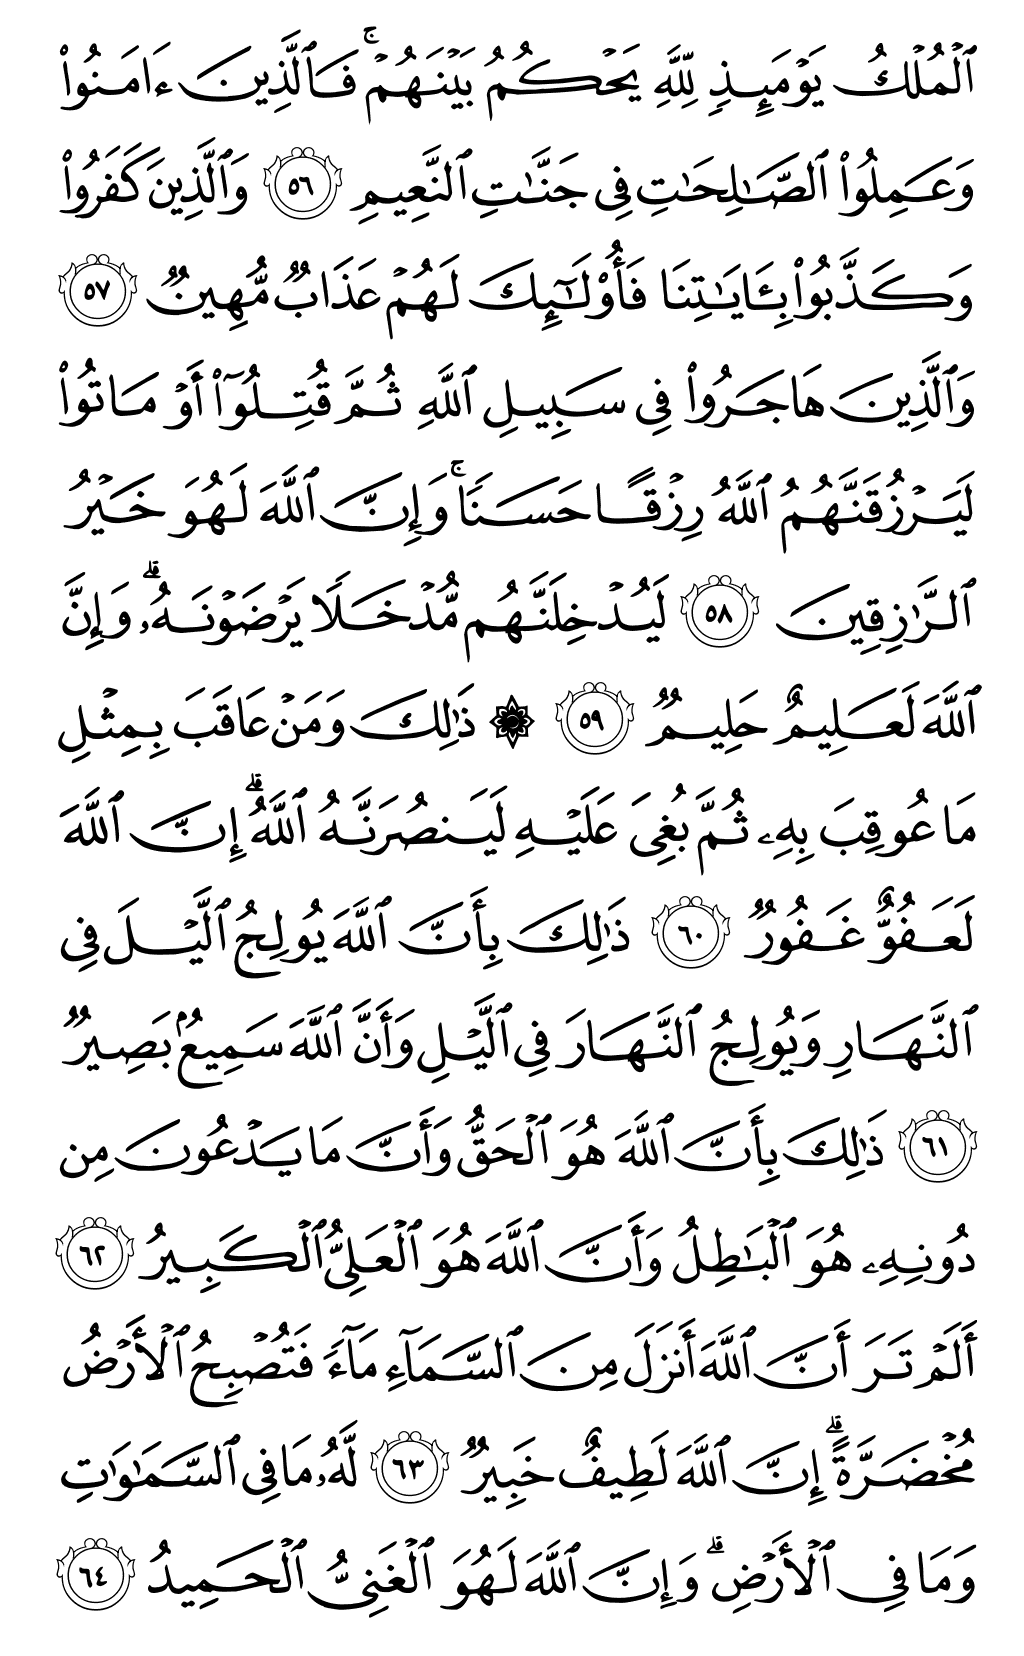 ٱلۡمُلۡكُ يَوۡمَئِذٖ لِّلَّهِ يَحۡكُمُ بَيۡنَهُمۡۚ فَٱلَّذِينَ ءَامَنُواْ
وَعَمِلُواْ ٱلصَّـٰلِحَـٰتِ فِي جَنَّـٰتِ ٱلنَّعِيمِ ٥٦ وَٱلَّذِينَ كَفَرُواْ
وَكَذَّبُواْ بِـَٔايَـٰتِنَا فَأُوْلَـٰٓئِكَ لَهُمۡ عَذَابٞ مُّهِينٞ ٥٧
وَٱلَّذِينَ هَاجَرُواْ فِي سَبِيلِ ٱللَّهِ ثُمَّ قُتِلُوٓاْ أَوۡ مَاتُواْ
لَيَرۡزُقَنَّهُمُ ٱللَّهُ رِزۡقًا حَسَنٗاۚ وَإِنَّ ٱللَّهَ لَهُوَ خَيۡرُ
ٱلرَّـٰزِقِينَ ٥٨ لَيُدۡخِلَنَّهُم مُّدۡخَلٗا يَرۡضَوۡنَهُۥۚ وَإِنَّ
ٱللَّهَ لَعَلِيمٌ حَلِيمٞ ٥٩ ۞ ذَٰلِكَ وَمَنۡ عَاقَبَ بِمِثۡلِ
مَا عُوقِبَ بِهِۦ ثُمَّ بُغِيَ عَلَيۡهِ لَيَنصُرَنَّهُ ٱللَّهُۚ إِنَّ ٱللَّهَ
لَعَفُوٌّ غَفُورٞ ٦٠ ذَٰلِكَ بِأَنَّ ٱللَّهَ يُولِجُ ٱلَّيۡلَ فِي
ٱلنَّهَارِ وَيُولِجُ ٱلنَّهَارَ فِي ٱلَّيۡلِ وَأَنَّ ٱللَّهَ سَمِيعُۢ بَصِيرٞ
٦١ ذَٰلِكَ بِأَنَّ ٱللَّهَ هُوَ ٱلۡحَقُّ وَأَنَّ مَا يَدۡعُونَ مِن
دُونِهِۦ هُوَ ٱلۡبَٰطِلُ وَأَنَّ ٱللَّهَ هُوَ ٱلۡعَلِيُّ ٱلۡكَبِيرُ ٦٢
أَلَمۡ تَرَ أَنَّ ٱللَّهَ أَنزَلَ مِنَ ٱلسَّمَآءِ مَآءٗ فَتُصۡبِحُ ٱلۡأَرۡضُ
مُخۡضَرَّةًۚ إِنَّ ٱللَّهَ لَطِيفٌ خَبِيرٞ ٦٣ لَّهُۥ مَا فِي ٱلسَّمَٰوَٰتِ
وَمَا فِي ٱلۡأَرۡضِۚ وَإِنَّ ٱللَّهَ لَهُوَ ٱلۡغَنِيُّ ٱلۡحَمِيدُ ٦٤